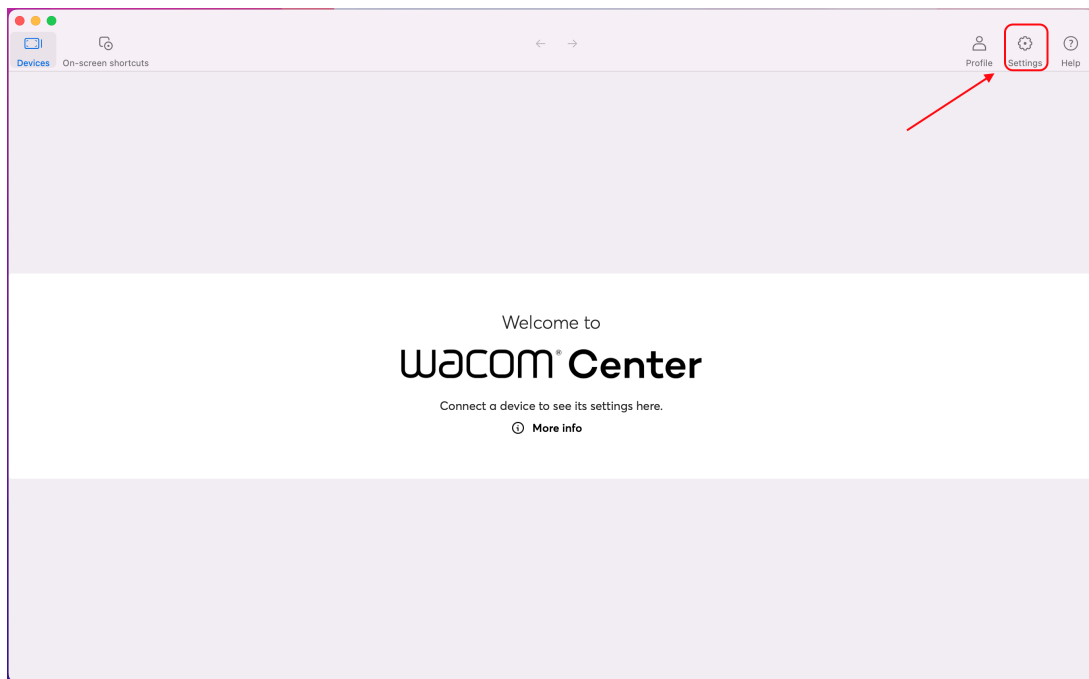 Devices
On-screen shortcuts
Profile
Settings
Help
Welcome to
wacom® Center
Connect a device to see its settings here.
More info